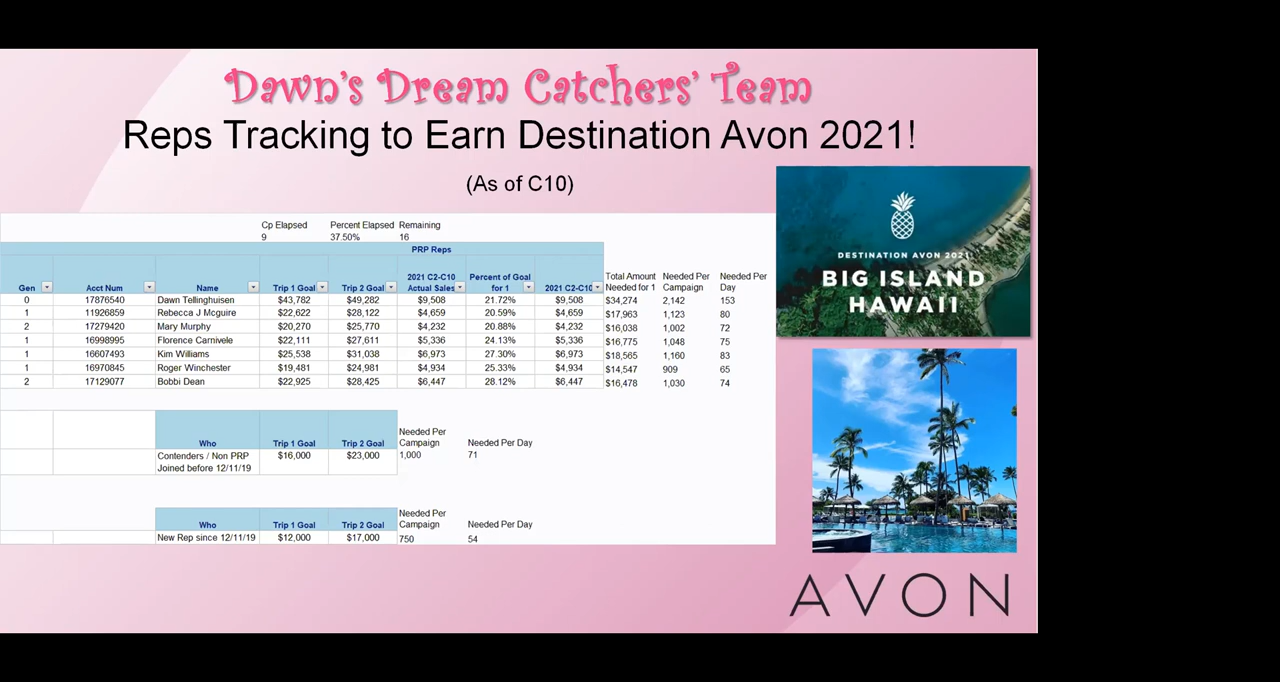 Dawn's Dream Catchers' Team
Reps Tracking to Earn Destination Avon 2021!
(As of C10)
Cp Elapsed Percent Elapsed Remaining
9 37.50% 16
PRP Reps
Gen Acct Num Name Trip 1 Goal Trip 2 Goal 2021 C2-C10 Actual Sales Percent of Goal for 1 2021 C2-C10 Total Amount Needed for 1 Needed Per Campaign Needed Per Day
0 17876540 Dawn Tellinghuisen $43,782 $49,282 $9,508 21.72% $9,508 $34,274 2,142 153
1 11926859 Rebecca J Mcguire $22,622 $28,122 $4,659 20.59% $4,659 $17,963 1,123 80
2 17279420 Mary Murphy $20,270 $25,770 $4,232 20.88% $4,232 $16,038 1,002 72
1 16998995 Florence Carnivele $22,111 $27,611 $5,336 24.13% $5,336 $16,775 1,048 75
1 16607493 Kim Williams $25,538 $31,038 $6,973 27.30% $6,973 $18,565 1,160 83
1 16970845 Roger Winchester $19,481 $24,981 $4,934 25.33% $4,934 $14,547 909 65
2 17129077 Bobbi Dean $22,925 $28,425 $6,447 28.12% $6,447 $16,478 1,030 74
Who Trip 1 Goal Trip 2 Goal Needed Per Campaign Needed Per Day
Contenders / Non PRP $16,000 $23,000 1,000 71
Joined before 12/11/19
Who Trip 1 Goal Trip 2 Goal Needed Per Campaign Needed Per Day
New Rep since 12/11/19 $12,000 $17,000 750 54
DESTINATION AVON 2021
BIG ISLAND
HAWAII
AVON